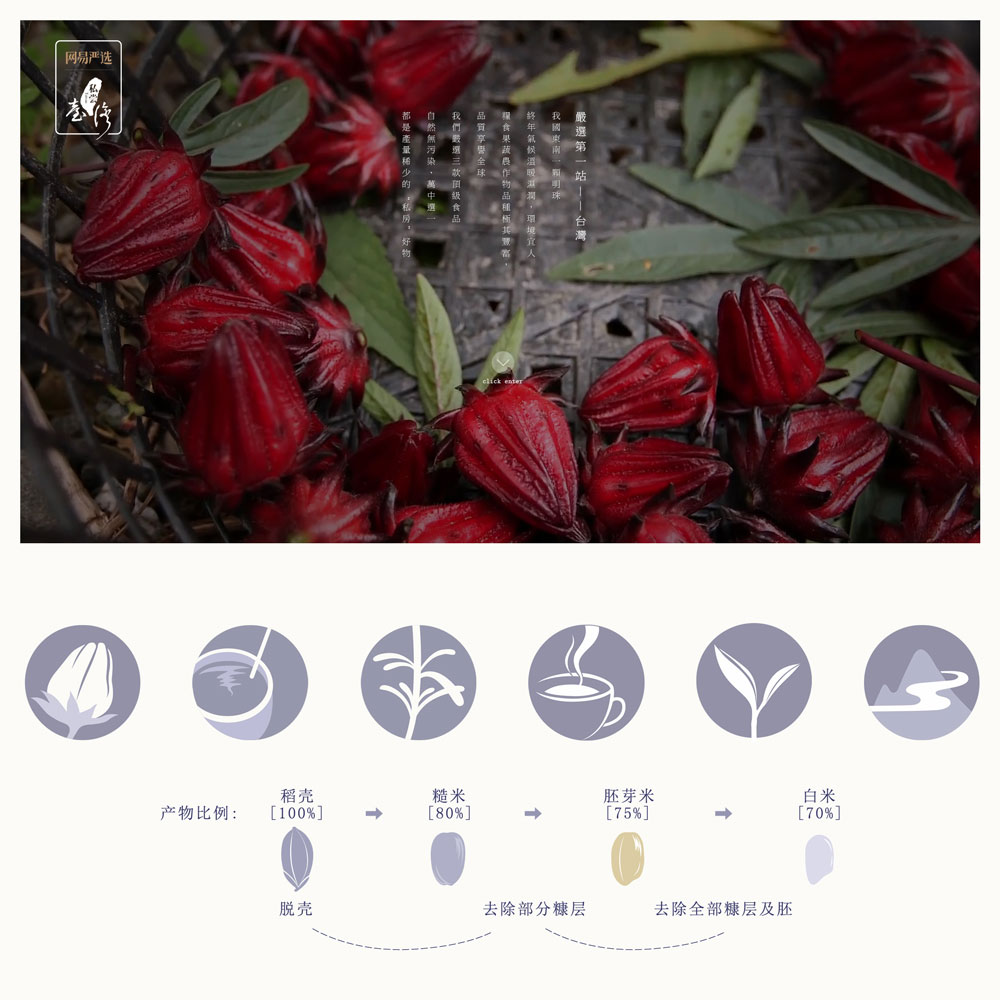 网易严选
私
臺灣
嚴選第一站——台灣
我國東南一顆明珠
終年氣候溫暖濕潤，環境宜人
糧食果蔬農作物品種極其豐富，
品質享譽全球
我們嚴選三款頂級食品
自然無污染，萬中選一
都是產量稀少的“私房”好物
click enter
产物比例：
稻壳
[100%]
糙米
[80%]
胚芽米
[75%]
白米
[70%]
脱壳
去除部分糠层
去除全部糠层及胚